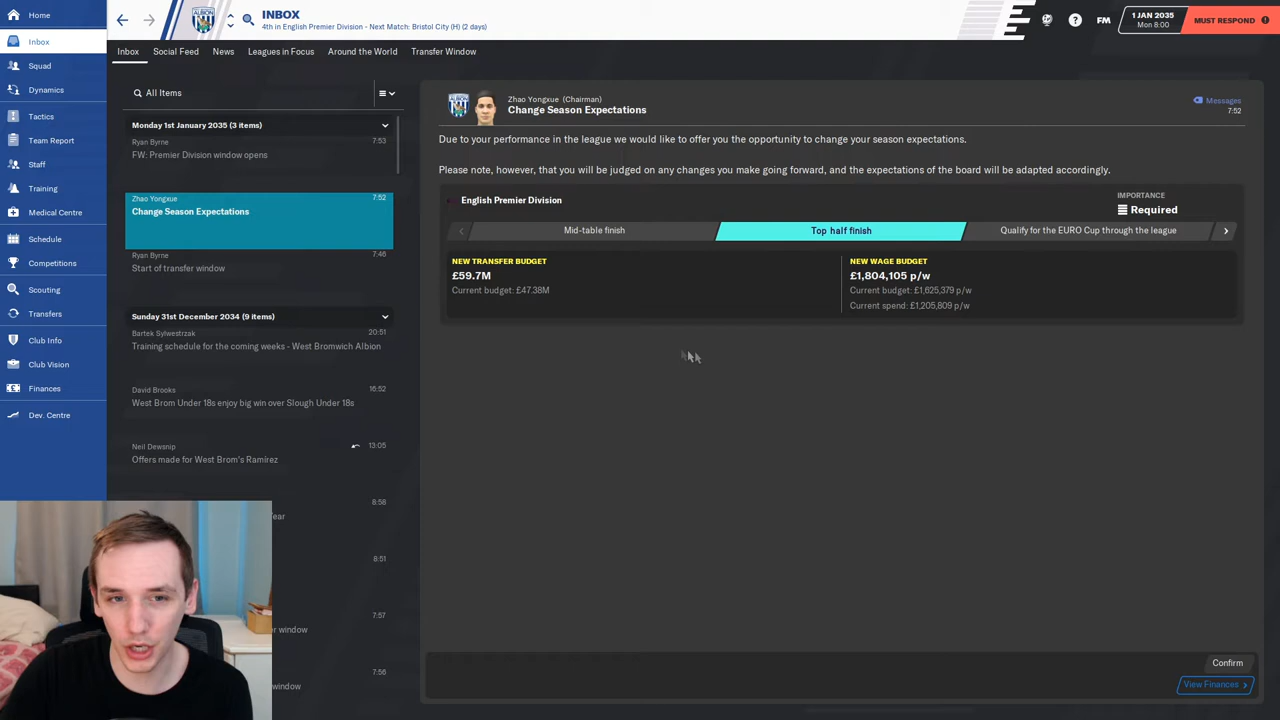 Home
Inbox
Squad
Dynamics
Tactics
Team Report
Staff
Training
Medical Centre
Schedule
Competitions
Scouting
Transfers
Club Info
Club Vision
Finances
Dev. Centre
ALBION
INBOX
4th in English Premier Division - Next Match: Bristol City (H) (2 days)
?
FM
1 JAN 2035
Mon 8:00
MUST RESPOND
Inbox
Social Feed
News
Leagues in Focus
Around the World
Transfer Window
All Items
Monday 1st January 2035 (3 items)
Ryan Byrne
7:53
FW: Premier Division window opens
Zhao Yongxue
7:52
Change Season Expectations
Ryan Byrne
7:46
Start of transfer window
Sunday 31st December 2034 (9 items)
Bartek Sylwestrzak
20:51
Training schedule for the coming weeks - West Bromwich Albion
David Brooks
16:52
West Brom Under 18s enjoy big win over Slough Under 18s
Neil Dewsnip
13:05
Offers made for West Brom's Ramírez
8:58
8:51
7:57
window
7:56
window
Zhao Yongxue (Chairman)
Change Season Expectations
Messages
7:52
Due to your performance in the league we would like to offer you the opportunity to change your season expectations.
Please note, however, that you will be judged on any changes you make going forward, and the expectations of the board will be adapted accordingly.
English Premier Division
IMPORTANCE
Required
Mid-table finish
Top half finish
Qualify for the EURO Cup through the league
NEW TRANSFER BUDGET
£59.7M
Current budget: £47.38M
NEW WAGE BUDGET
£1,804,105 p/w
Current budget: £1,625,379 p/w
Current spend: £1,205,809 p/w
Confirm
View Finances